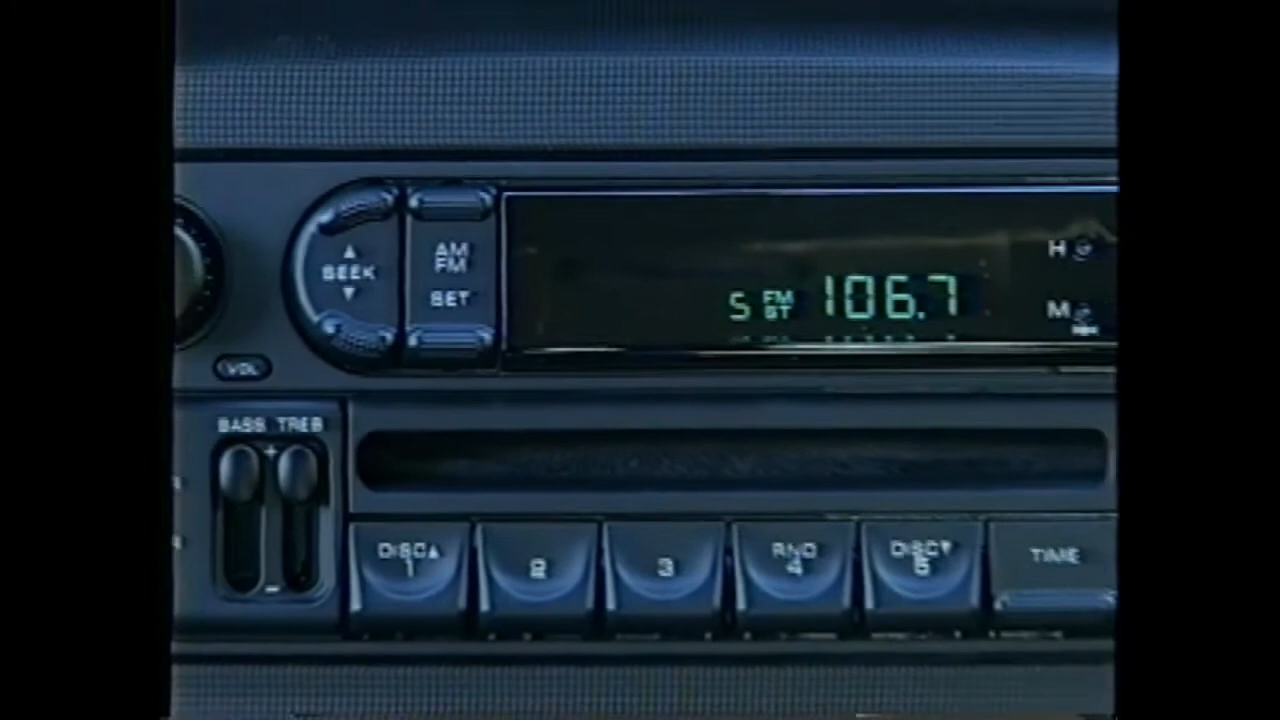 ▲
SEEK
▼
AM
FM
SET
5 FM
ST 106.7
H
M
VOL
BASS TREB
+
−
DISC▲
1
2
3
RND
4
DISC▼
5
TIME